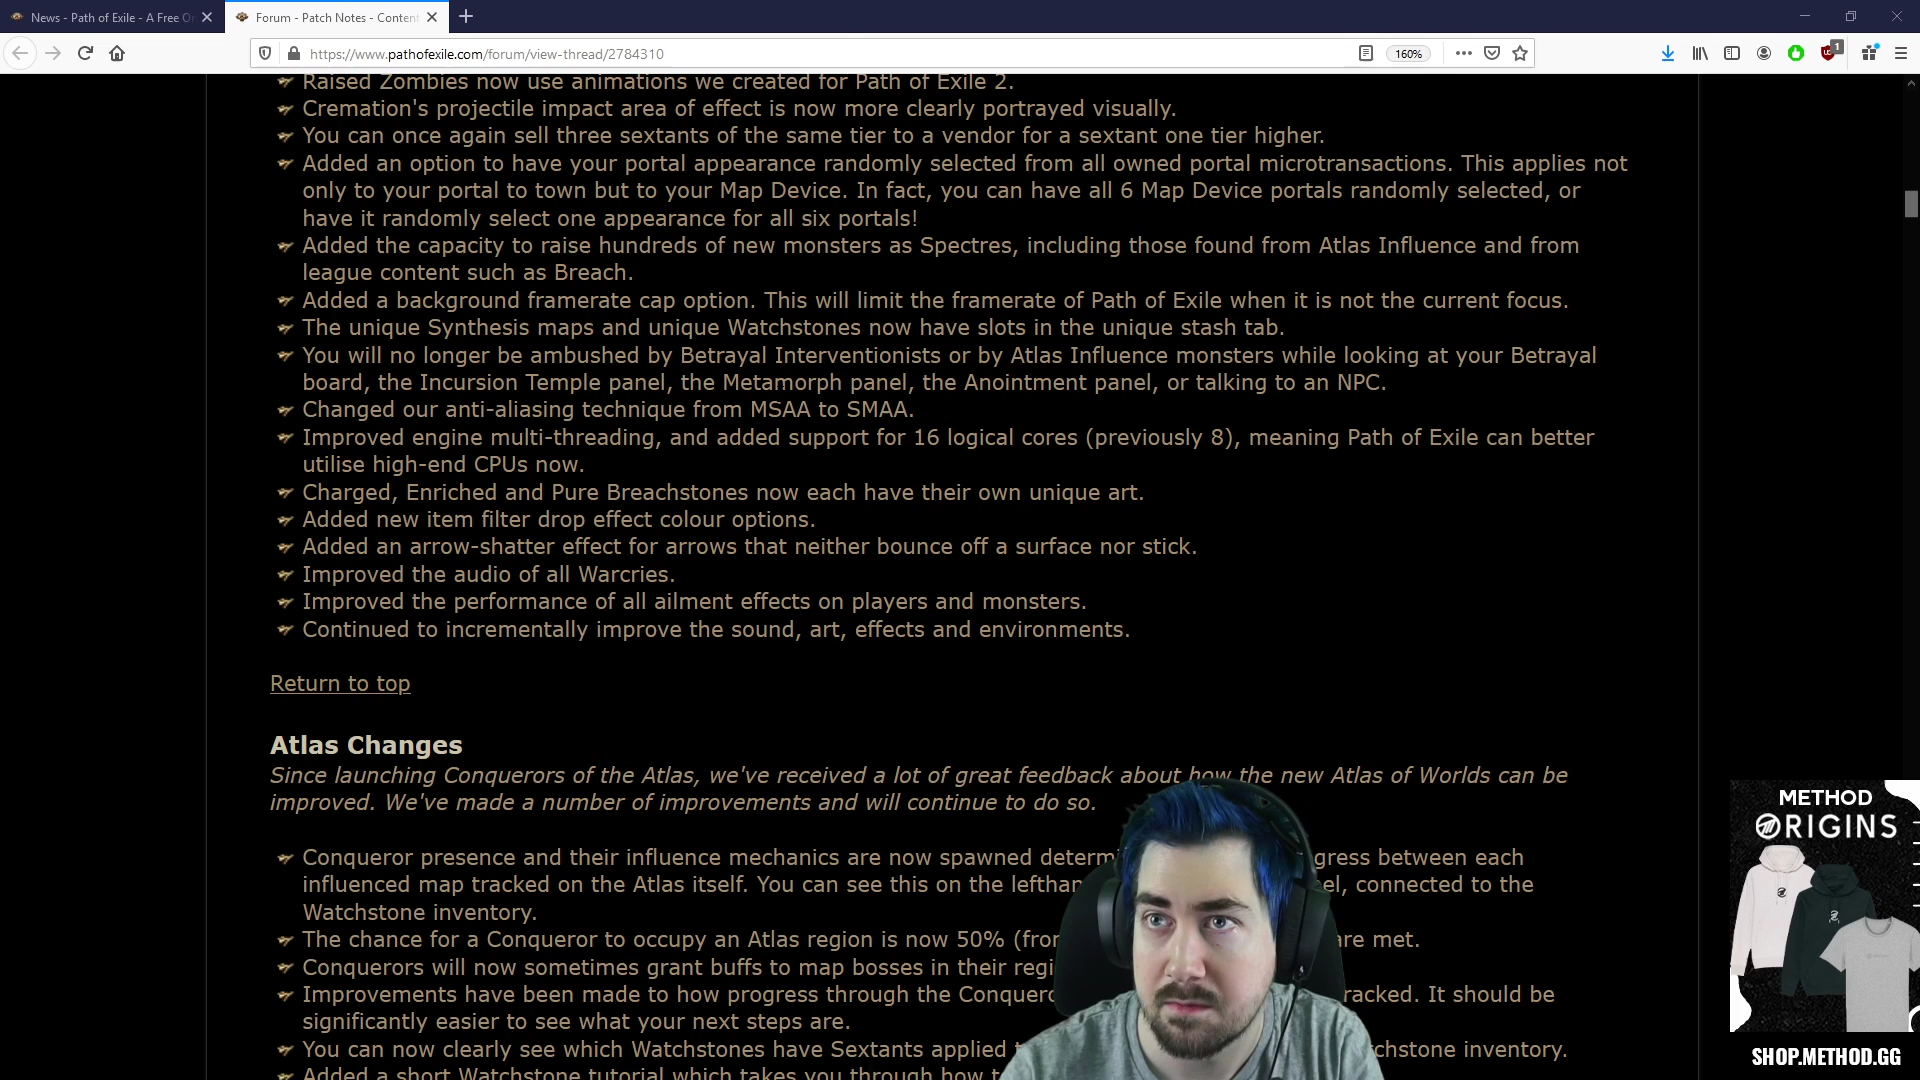 News - Path of Exile - A Free On
Forum - Patch Notes - Content
https://www.pathofexile.com/forum/view-thread/2784310
160%
1
Raised Zombies now use animations we created for Path of Exile 2.
Cremation's projectile impact area of effect is now more clearly portrayed visually.
You can once again sell three sextants of the same tier to a vendor for a sextant one tier higher.
Added an option to have your portal appearance randomly selected from all owned portal microtransactions. This applies not
only to your portal to town but to your Map Device. In fact, you can have all 6 Map Device portals randomly selected, or
have it randomly select one appearance for all six portals!
Added the capacity to raise hundreds of new monsters as Spectres, including those found from Atlas Influence and from
league content such as Breach.
Added a background framerate cap option. This will limit the framerate of Path of Exile when it is not the current focus.
The unique Synthesis maps and unique Watchstones now have slots in the unique stash tab.
You will no longer be ambushed by Betrayal Interventionists or by Atlas Influence monsters while looking at your Betrayal
board, the Incursion Temple panel, the Metamorph panel, the Anointment panel, or talking to an NPC.
Changed our anti-aliasing technique from MSAA to SMAA.
Improved engine multi-threading, and added support for 16 logical cores (previously 8), meaning Path of Exile can better
utilise high-end CPUs now.
Charged, Enriched and Pure Breachstones now each have their own unique art.
Added new item filter drop effect colour options.
Added an arrow-shatter effect for arrows that neither bounce off a surface nor stick.
Improved the audio of all Warcries.
Improved the performance of all ailment effects on players and monsters.
Continued to incrementally improve the sound, art, effects and environments.
Return to top
Atlas Changes
Since launching Conquerors of the Atlas, we've received a lot of great feedback about how the new Atlas of Worlds can be
improved. We've made a number of improvements and will continue to do so.
Conqueror presence and their influence mechanics are now spawned determi gress between each
influenced map tracked on the Atlas itself. You can see this on the lefthan el, connected to the
Watchstone inventory.
The chance for a Conqueror to occupy an Atlas region is now 50% (fro are met.
Conquerors will now sometimes grant buffs to map bosses in their regi
Improvements have been made to how progress through the Conquero racked. It should be
significantly easier to see what your next steps are.
You can now clearly see which Watchstones have Sextants applied chstone inventory.
Added a short Watchstone tutorial which takes you through how
METHOD
ORIGINS
SHOP.METHOD.GG